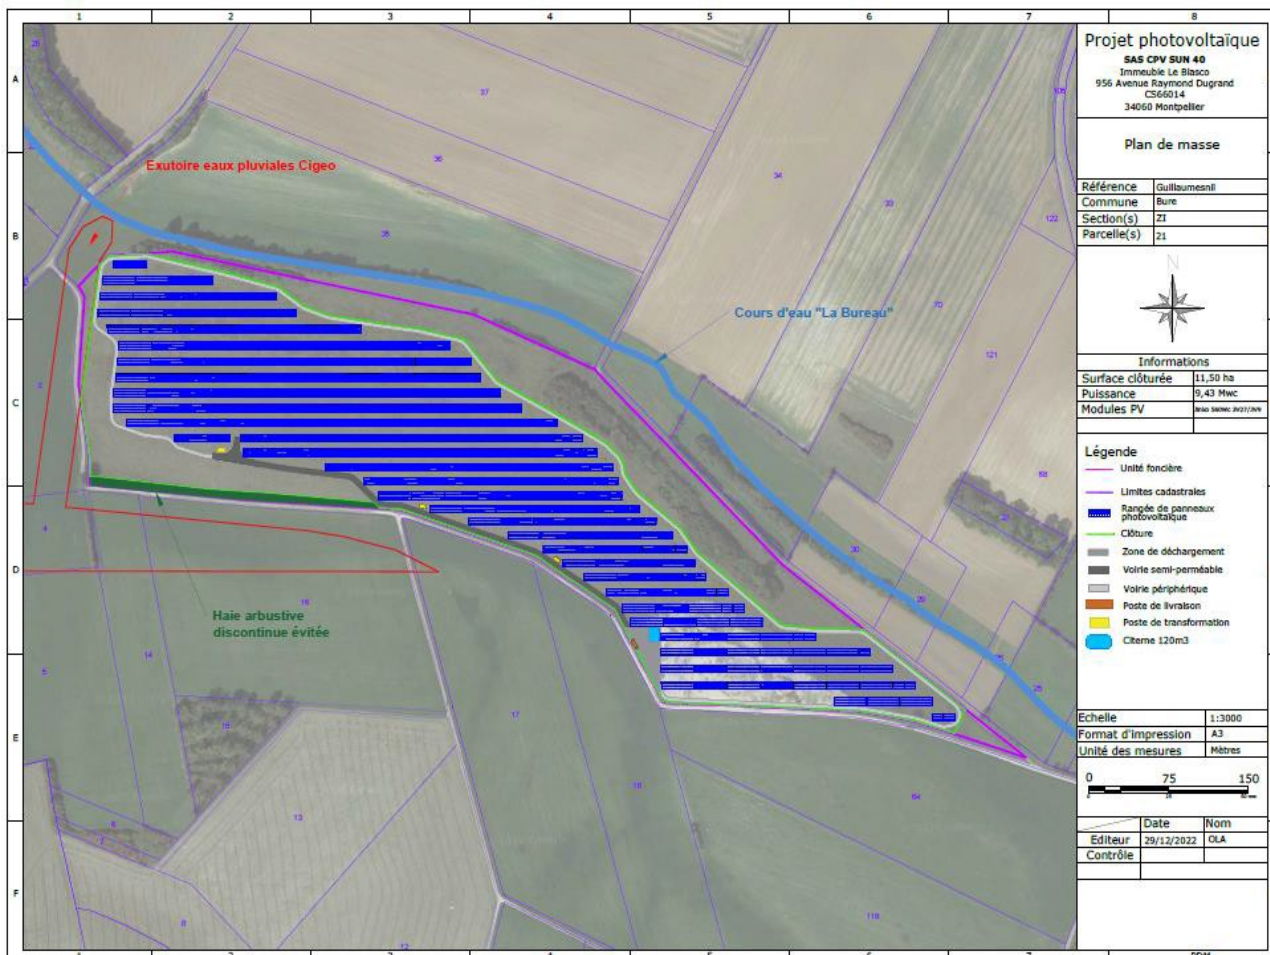 1 2 3 4 5 6 7 8
A
B
C
D
E
F
Projet photovoltaïque
SAS CPV SUN 40
Immeuble Le Blasco
956 Avenue Raymond Dugrand
CS66014
34060 Montpellier
Plan de masse
Référence Guillaumesnil
Commune Bure
Section(s) ZI
Parcelle(s) 21
N
Informations
Surface clôturée 11,50 ha
Puissance 9,43 Mwc
Modules PV
Légende
Unité foncière
Limites cadastrales
Rangée de panneaux
photovoltaïque
Clôture
Zone de déchargement
Voirie semi-perméable
Voirie périphérique
Poste de livraison
Poste de transformation
Citerne 120m3
Echelle 1:3000
Format d'impression A3
Unité des mesures Mètres
0 75 150
Date Nom
Editeur 29/12/2022 OLA
Contrôle
Exutoire eaux pluviales Cigeo
Cours d'eau "La Bureau"
Haie arbustive
discontinue évitée
37
36
35
34
33
122
70
121
68
30
29
28
4
5
14
16
15
17
18
64
13
6
7
8
12
118